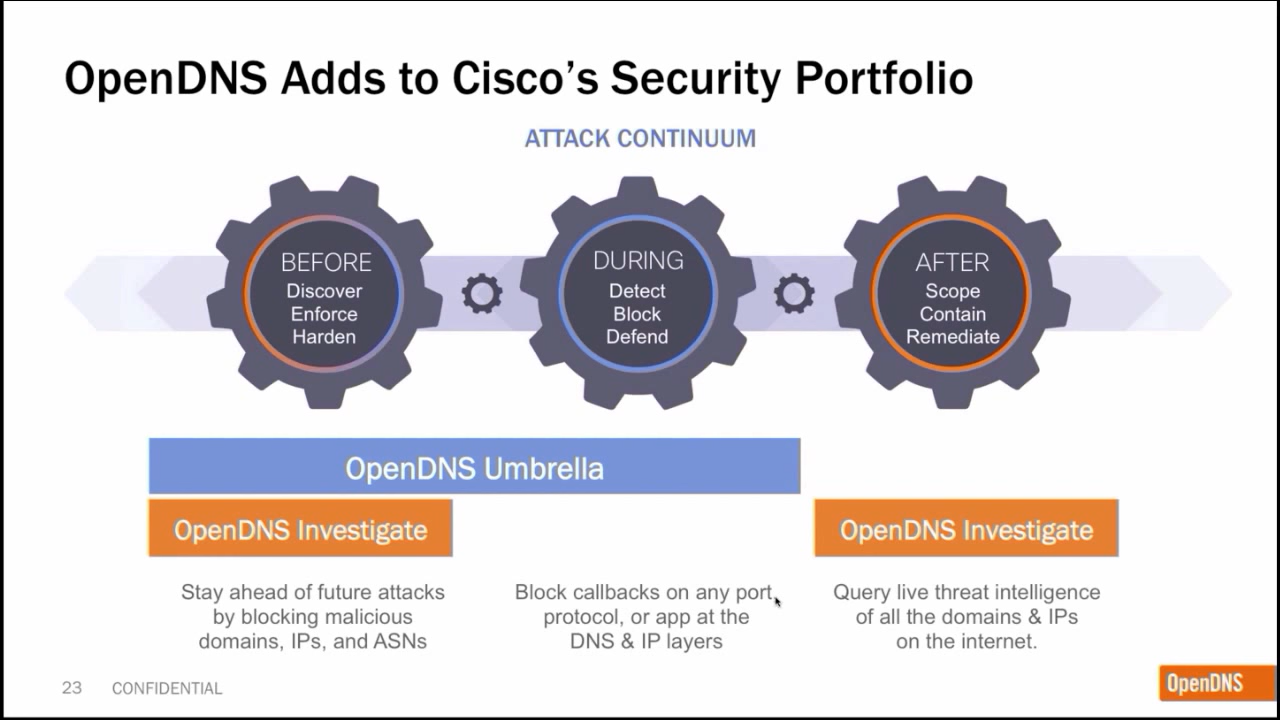 OpenDNS Adds to Cisco's Security Portfolio
ATTACK CONTINUUM
BEFORE
Discover
Enforce
Harden
DURING
Detect
Block
Defend
AFTER
Scope
Contain
Remediate
OpenDNS Umbrella
OpenDNS Investigate
OpenDNS Investigate
Stay ahead of future attacks
by blocking malicious
domains, IPs, and ASNs
Block callbacks on any port,
protocol, or app at the
DNS & IP layers
Query live threat intelligence
of all the domains & IPs
on the internet.
23 CONFIDENTIAL
OpenDNS